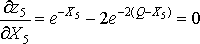 ∂z₅/∂X₅ = e^{-X₅} − 2e^{-2(Q−X₅)} = 0